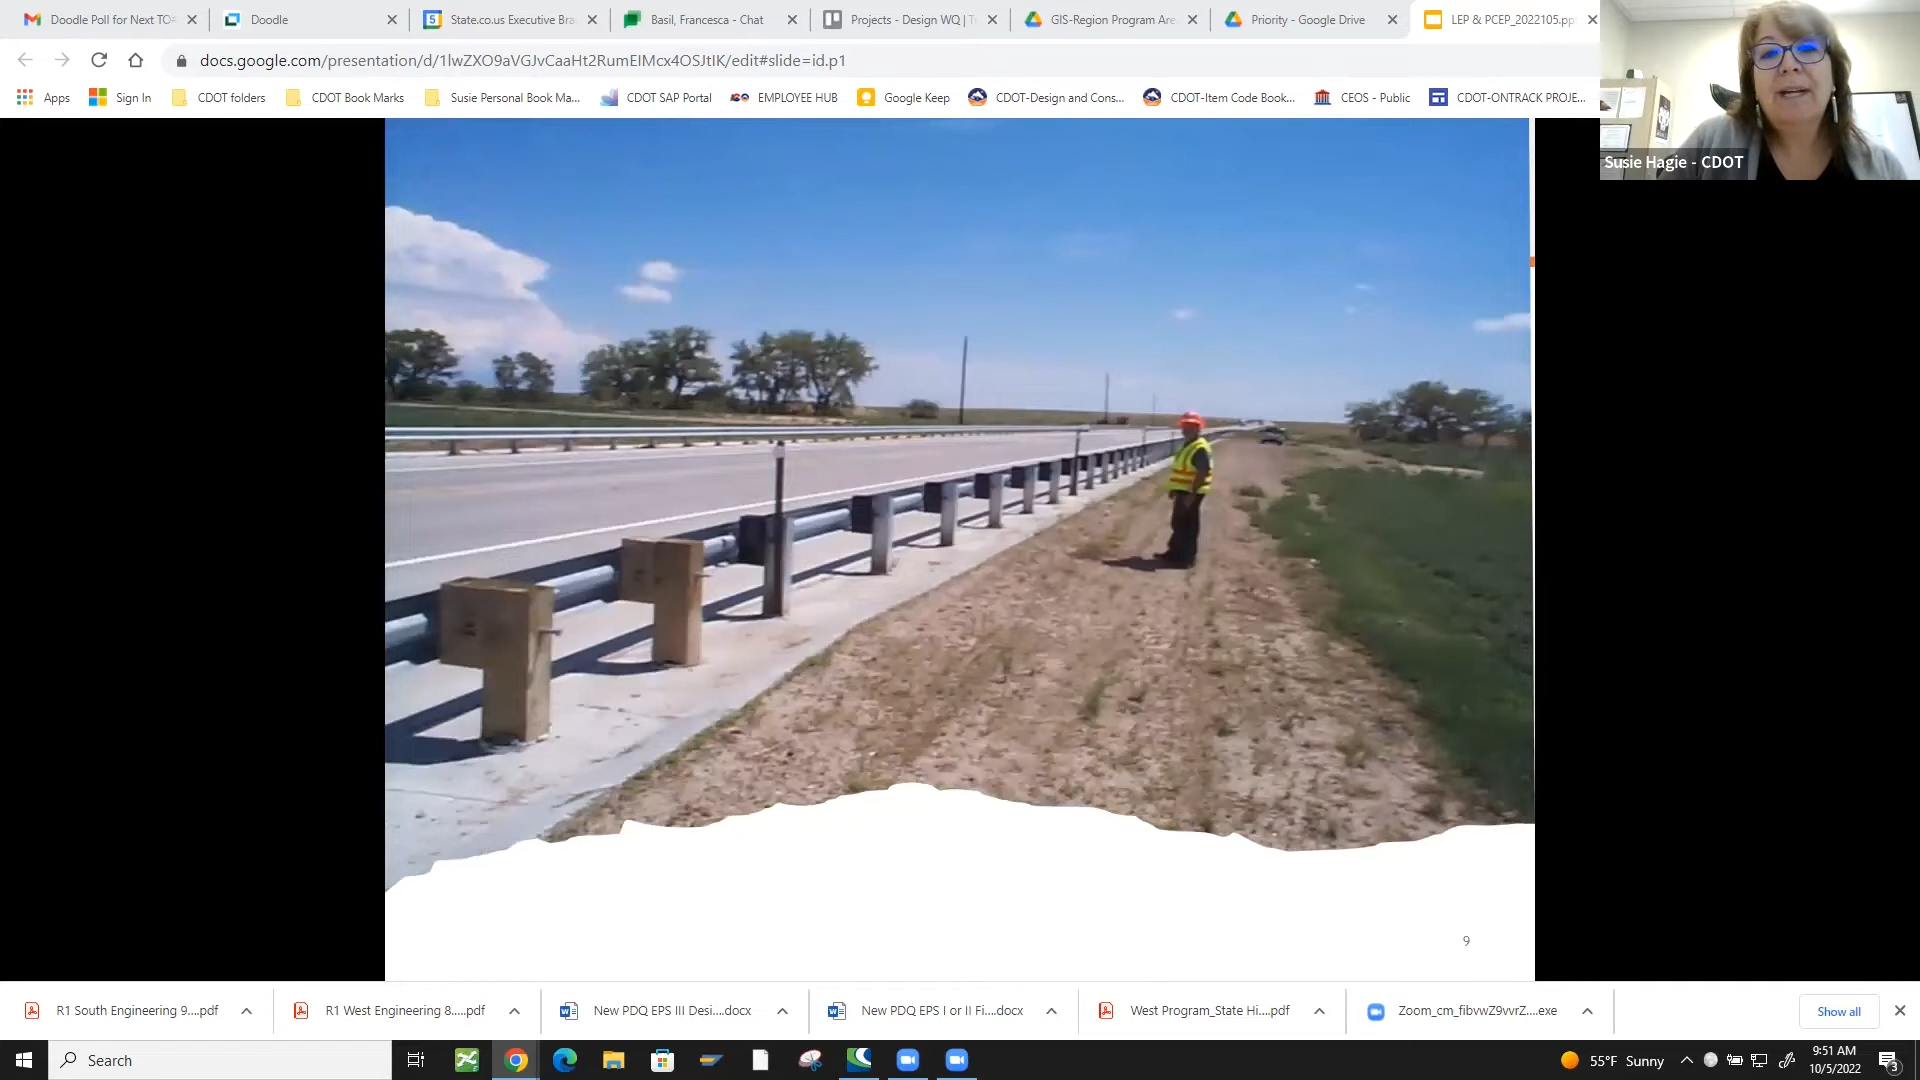 Doodle Poll for Next TO
Doodle
State.co.us Executive Bra
Basil, Francesca - Chat
Projects - Design WQ | T
GIS-Region Program Are
Priority - Google Drive
LEP & PCEP_2022105.pp
docs.google.com/presentation/d/1lwZXO9aVGJvCaaHt2RumEIMcx4OSJtIK/edit#slide=id.p1
Apps
Sign In
CDOT folders
CDOT Book Marks
Susie Personal Book Ma...
CDOT SAP Portal
EMPLOYEE HUB
Google Keep
CDOT-Design and Cons...
CDOT-Item Code Book...
CEOS - Public
CDOT-ONTRACK PROJE...
Susie Hagie - CDOT
9
R1 South Engineering 9....pdf
R1 West Engineering 8.....pdf
New PDQ EPS III Desi....docx
New PDQ EPS I or II Fi....docx
West Program_State Hi....pdf
Zoom_cm_fibvwZ9vvrZ....exe
Show all
Search
55°F Sunny
9:51 AM
10/5/2022
3